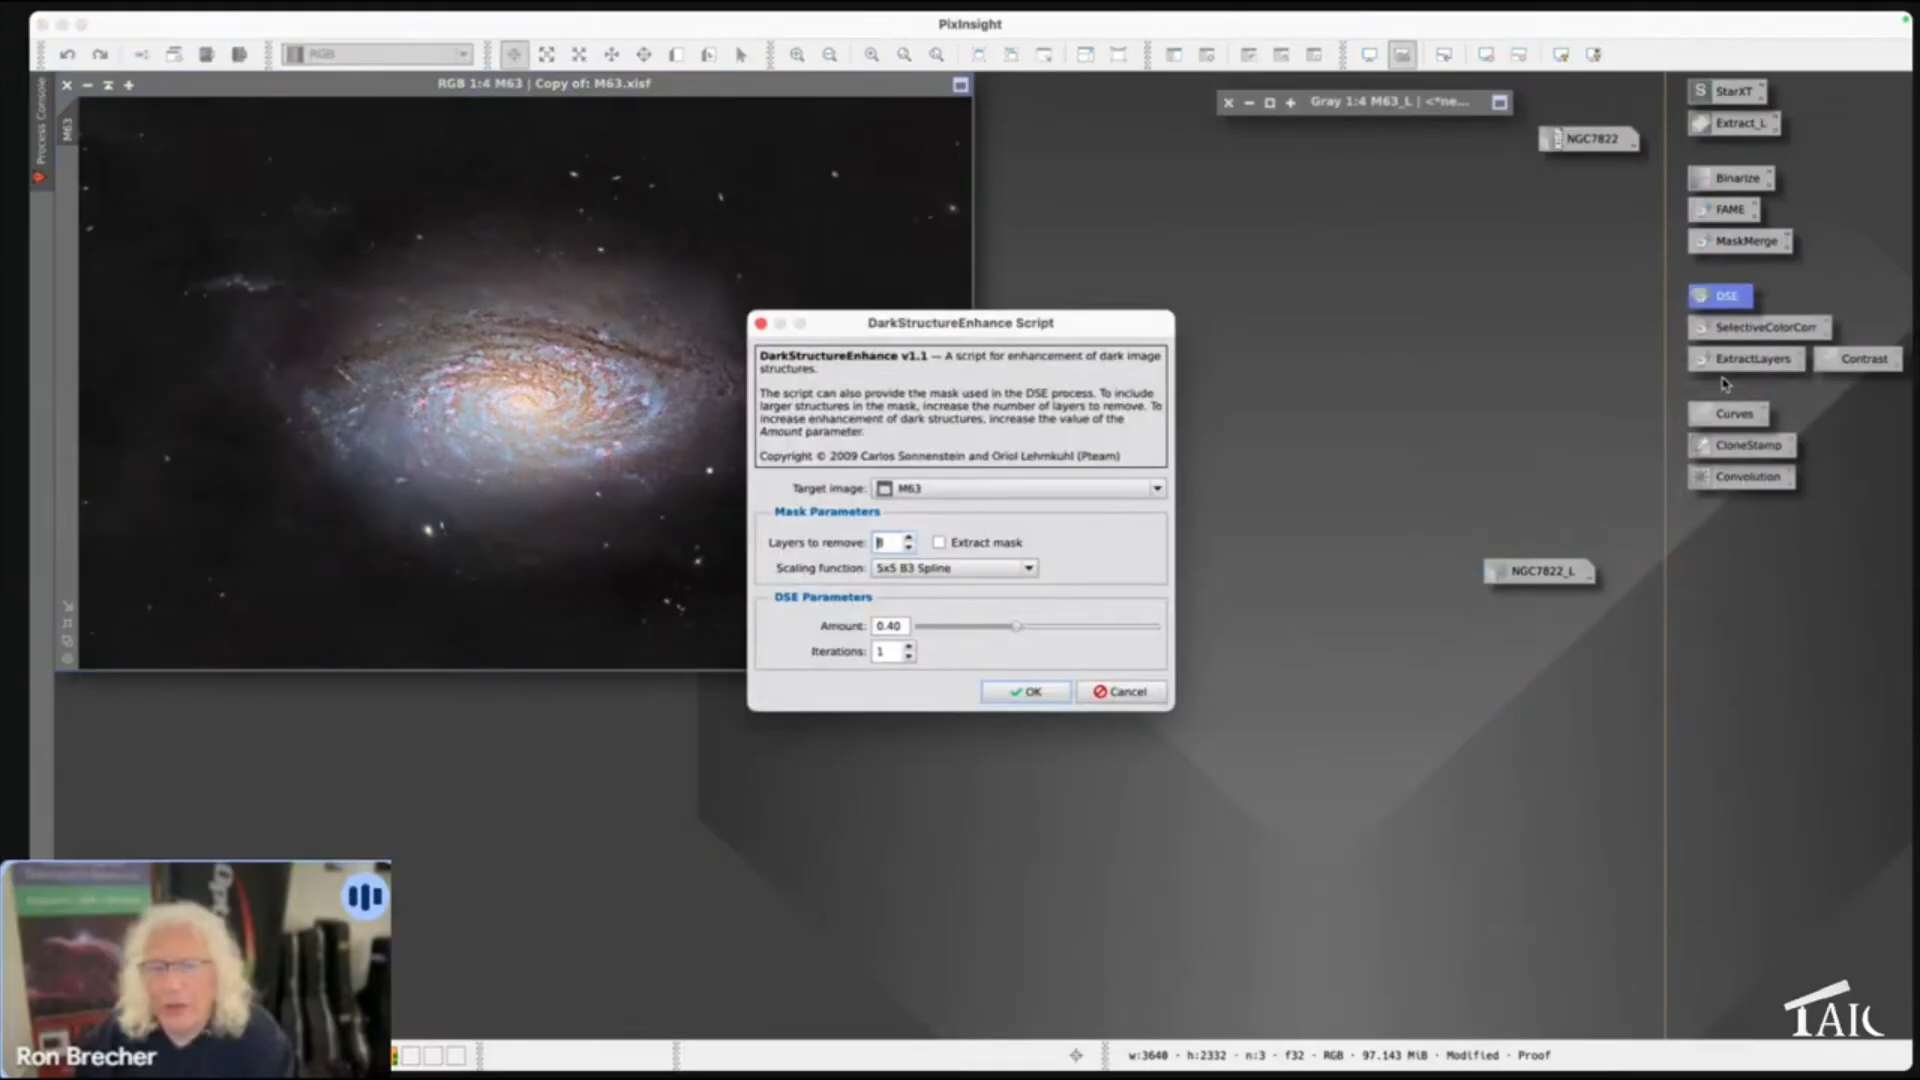 PixInsight
RGB
RGB 1:4 M63 | Copy of: M63.xisf
Gray 1:4 M63_L | <*ne...
Process Console
M63
NGC7822
NGC7822_L
StarXT
Extract_L
Binarize
FAME
MaskMerge
DSE
SelectiveColorCorr
ExtractLayers
Contrast
Curves
CloneStamp
Convolution
DarkStructureEnhance Script
DarkStructureEnhance v1.1 — A script for enhancement of dark image
structures.
The script can also provide the mask used in the DSE process. To include
larger structures in the mask, increase the number of layers to remove. To
increase enhancement of dark structures, increase the value of the
Amount parameter.
Copyright © 2009 Carlos Sonnenstein and Oriol Lehmkuhl (Pteam)
Target image: M63
Mask Parameters
Layers to remove: 8 Extract mask
Scaling function: 5x5 B3 Spline
DSE Parameters
Amount: 0.40
Iterations: 1
OK Cancel
Ron Brecher
TAIC
w:3640 · h:2332 · n:3 · f32 · RGB · 97.143 MiB · Modified · Proof